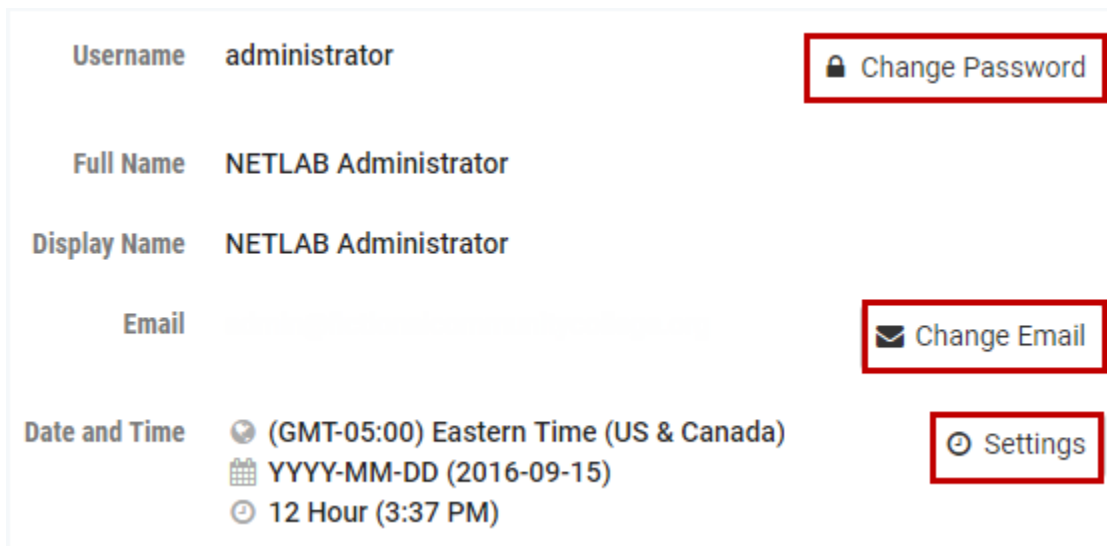 Username administrator Change Password
Full Name NETLAB Administrator
Display Name NETLAB Administrator
Email Change Email
Date and Time (GMT-05:00) Eastern Time (US & Canada) Settings
YYYY-MM-DD (2016-09-15)
12 Hour (3:37 PM)